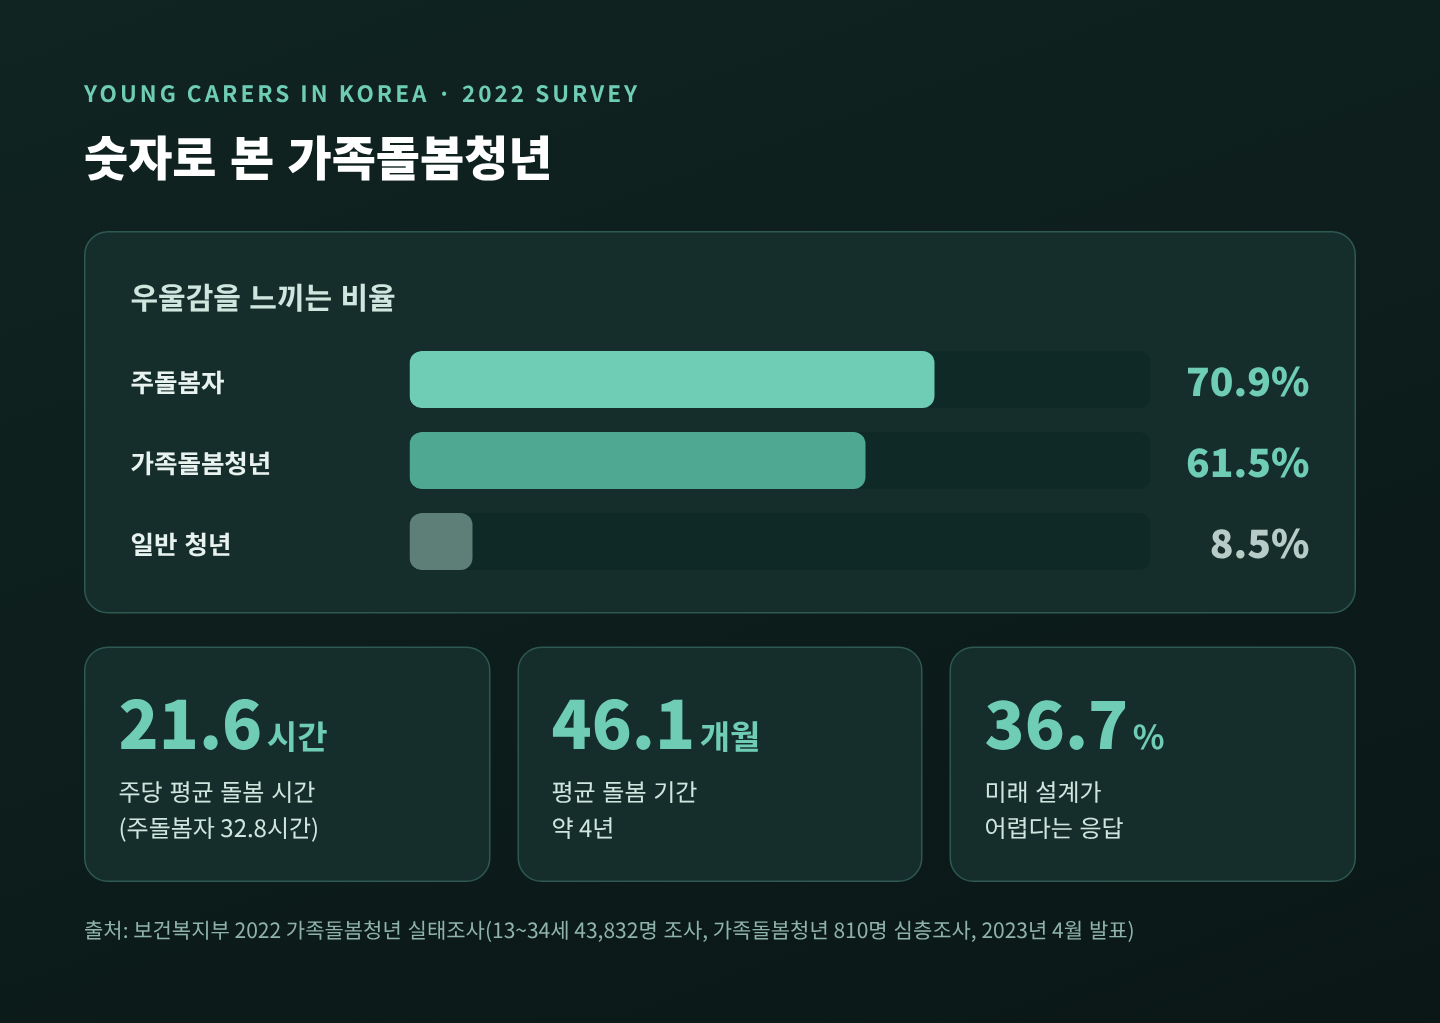 YOUNG CARERS IN KOREA · 2022 SURVEY
숫자로 본 가족돌봄청년
우울감을 느끼는 비율
주돌봄자 70.9%
가족돌봄청년 61.5%
일반 청년 8.5%
21.6 시간
주당 평균 돌봄 시간
(주돌봄자 32.8시간)
46.1 개월
평균 돌봄 기간
약 4년
36.7 %
미래 설계가
어렵다는 응답
출처: 보건복지부 2022 가족돌봄청년 실태조사(13~34세 43,832명 조사, 가족돌봄청년 810명 심층조사, 2023년 4월 발표)